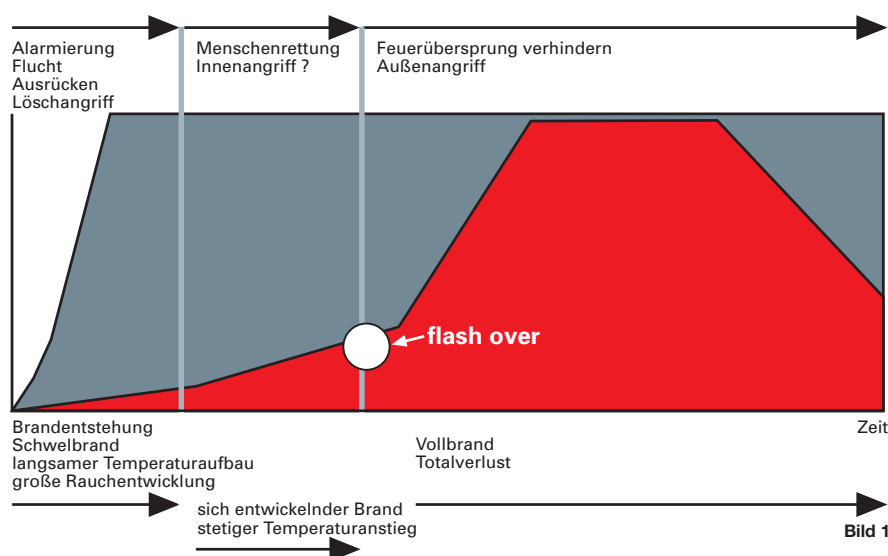 Alarmierung
Flucht
Ausrücken
Löschangriff
Menschenrettung
Innenangriff ?
Feuerübersprung verhindern
Außenangriff
flash over
Brandentstehung
Schwelbrand
langsamer Temperaturaufbau
große Rauchentwicklung
Vollbrand
Totalverlust
Zeit
sich entwickelnder Brand
stetiger Temperaturanstieg
Bild 1